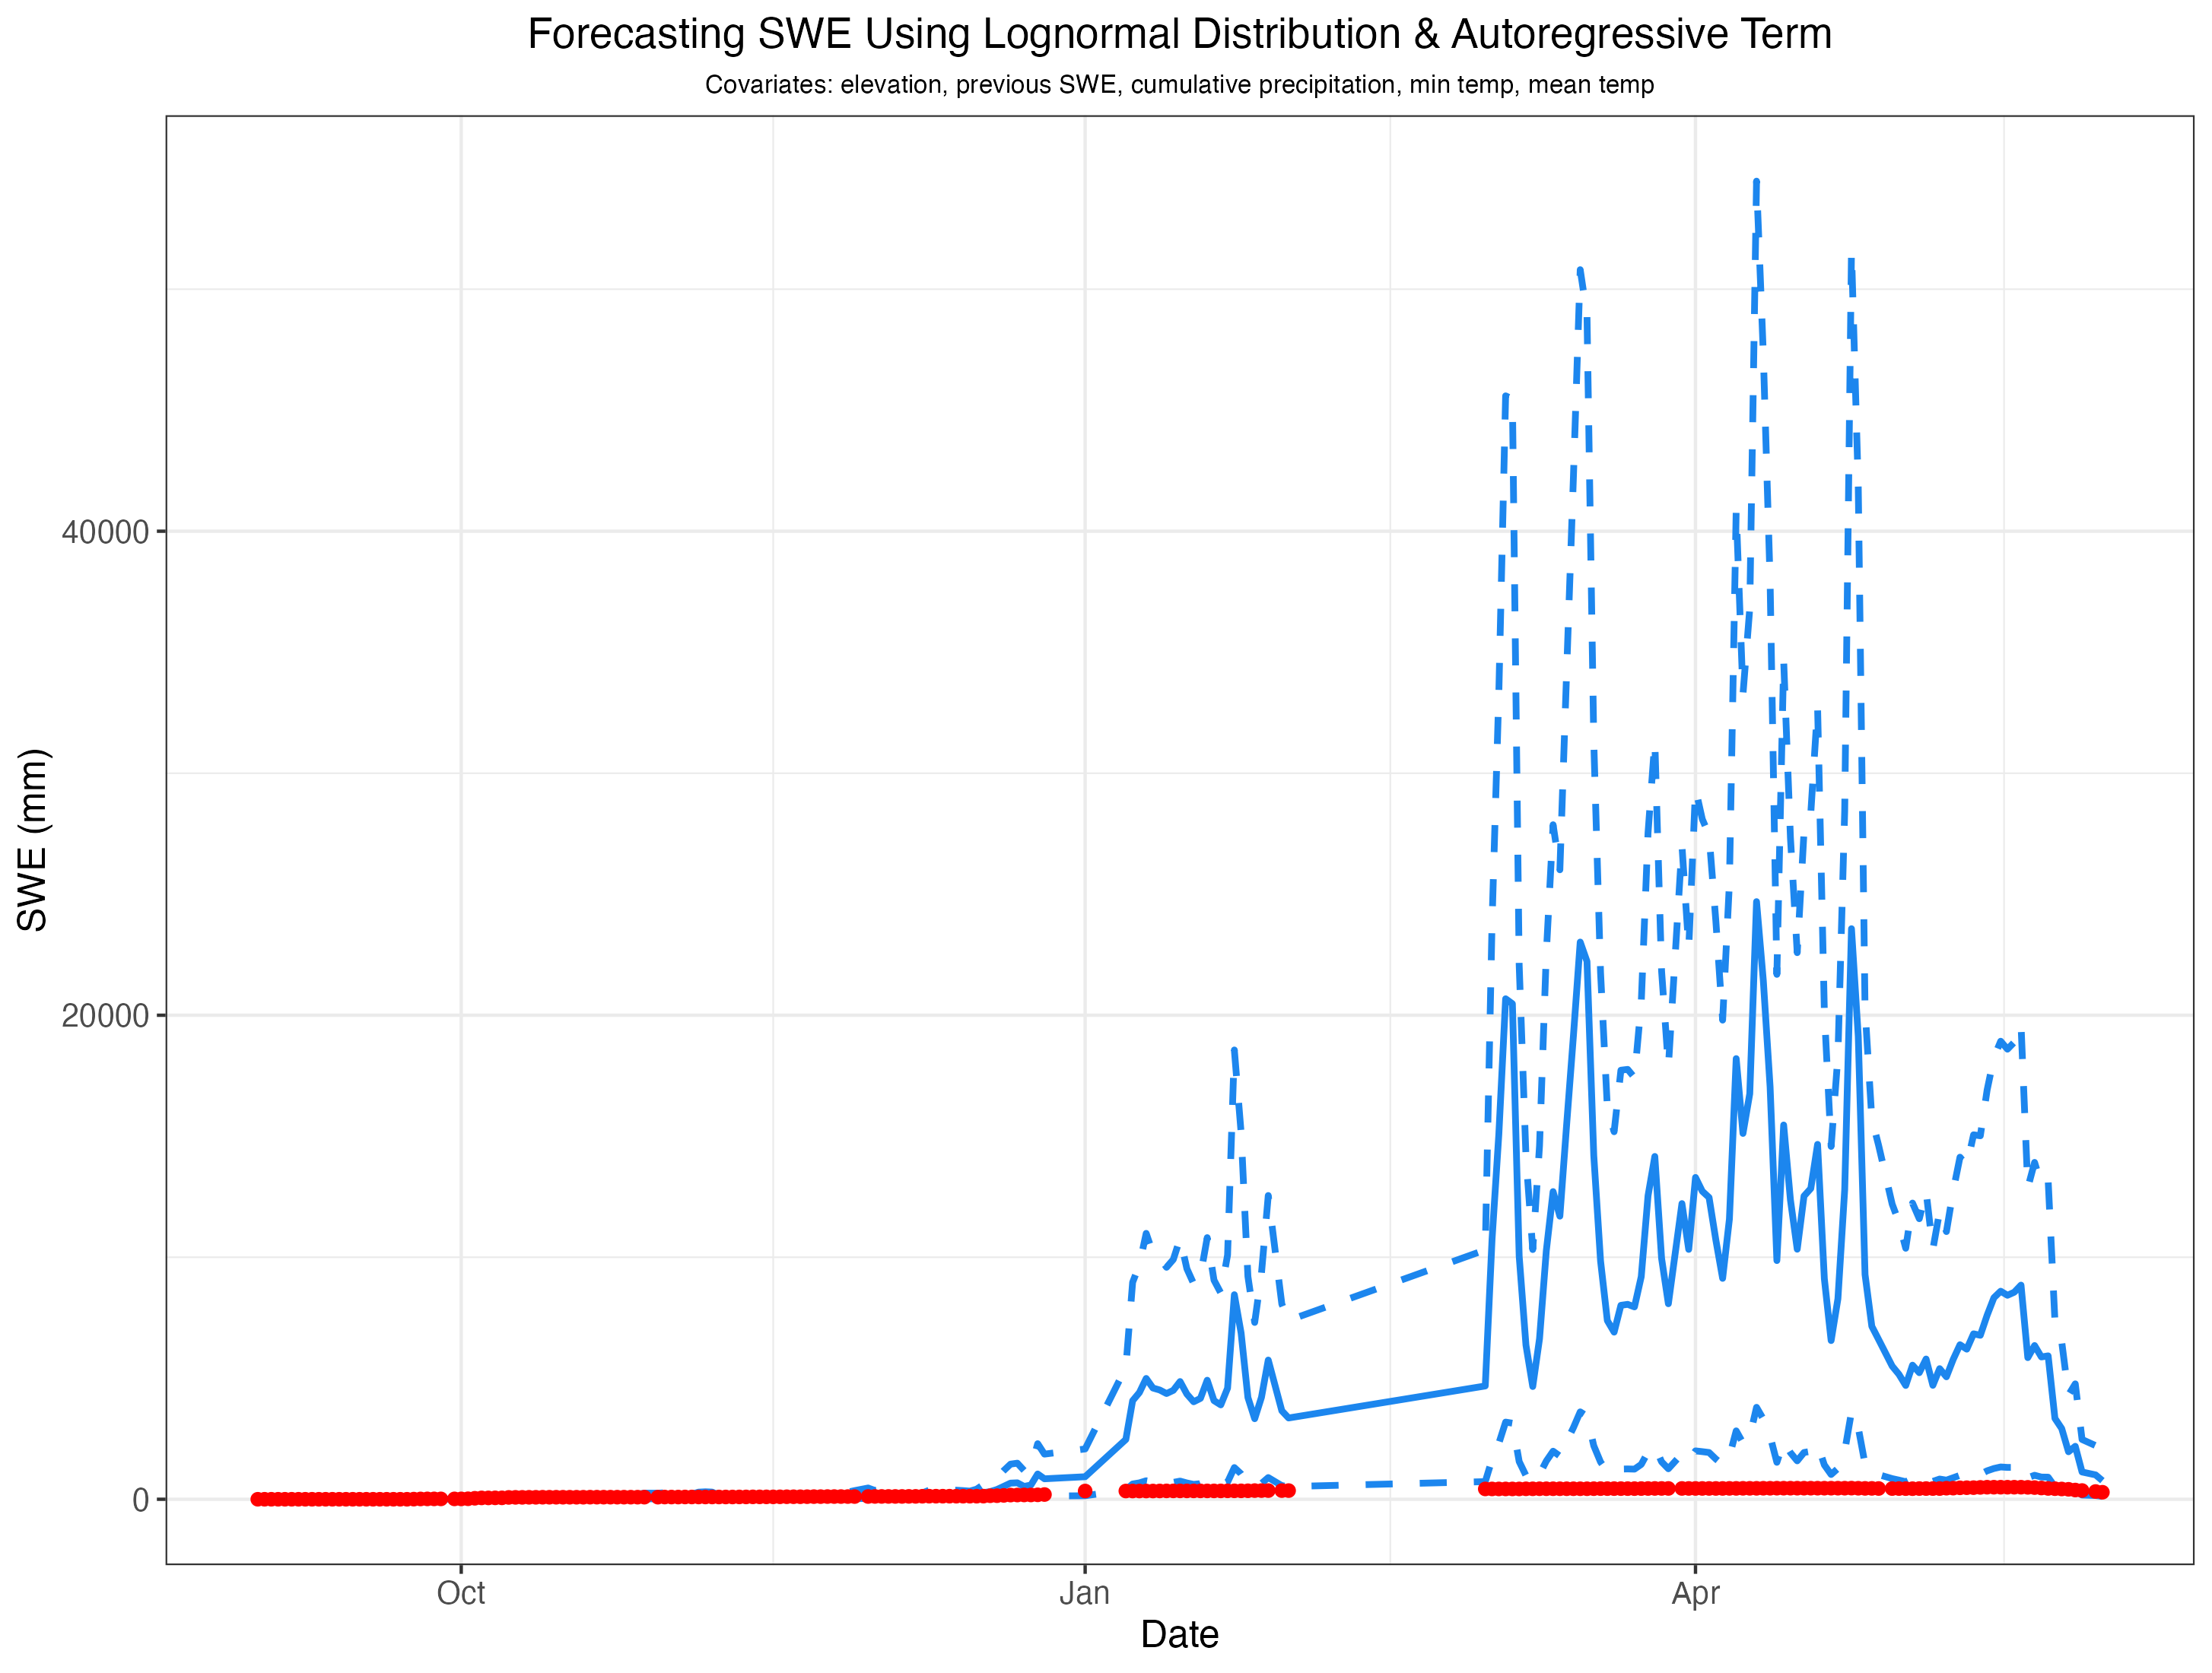 Forecasting SWE Using Lognormal Distribution & Autoregressive Term
Covariates: elevation, previous SWE, cumulative precipitation, min temp, mean temp
SWE (mm)
40000
20000
0
Oct
Jan
Apr
Date